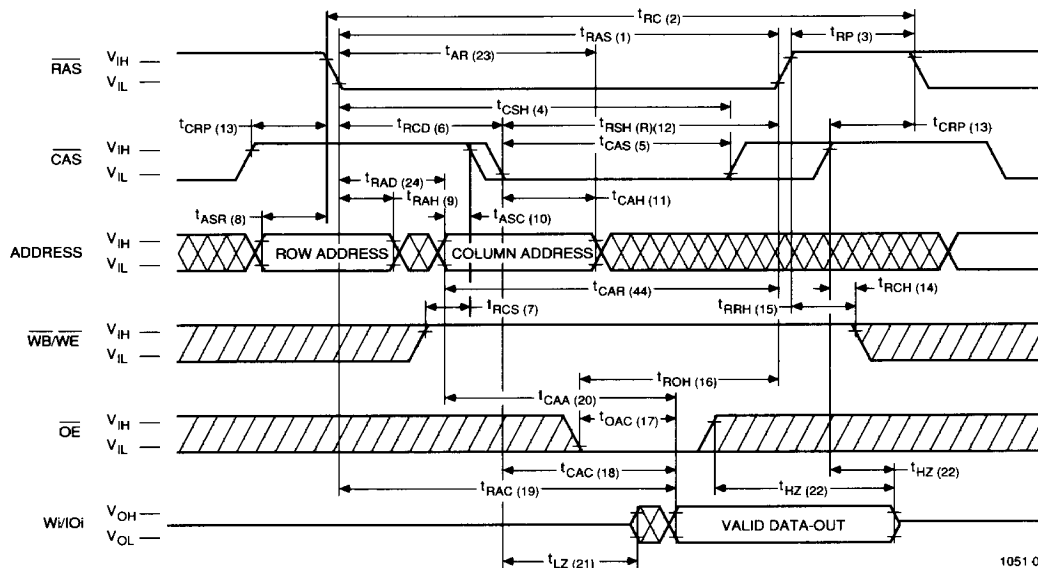 tRC (2)
tRAS (1)
tRP (3)
tAR (23)
RAS
VIH
VIL
tCSH (4)
tCRP (13)
tRCD (6)
tRSH (R)(12)
tCRP (13)
CAS
VIH
VIL
tCAS (5)
tRAD (24)
tRAH (9)
tCAH (11)
tASR (8)
tASC (10)
ADDRESS
VIH
VIL
ROW ADDRESS
COLUMN ADDRESS
tCAR (44)
tRCH (14)
tRCS (7)
tRRH (15)
WB/WE
VIH
VIL
tROH (16)
tCAA (20)
tOAC (17)
OE
VIH
VIL
tCAC (18)
tHZ (22)
tRAC (19)
tHZ (22)
Wi/IOi
VOH
VOL
VALID DATA-OUT
tLZ (21)